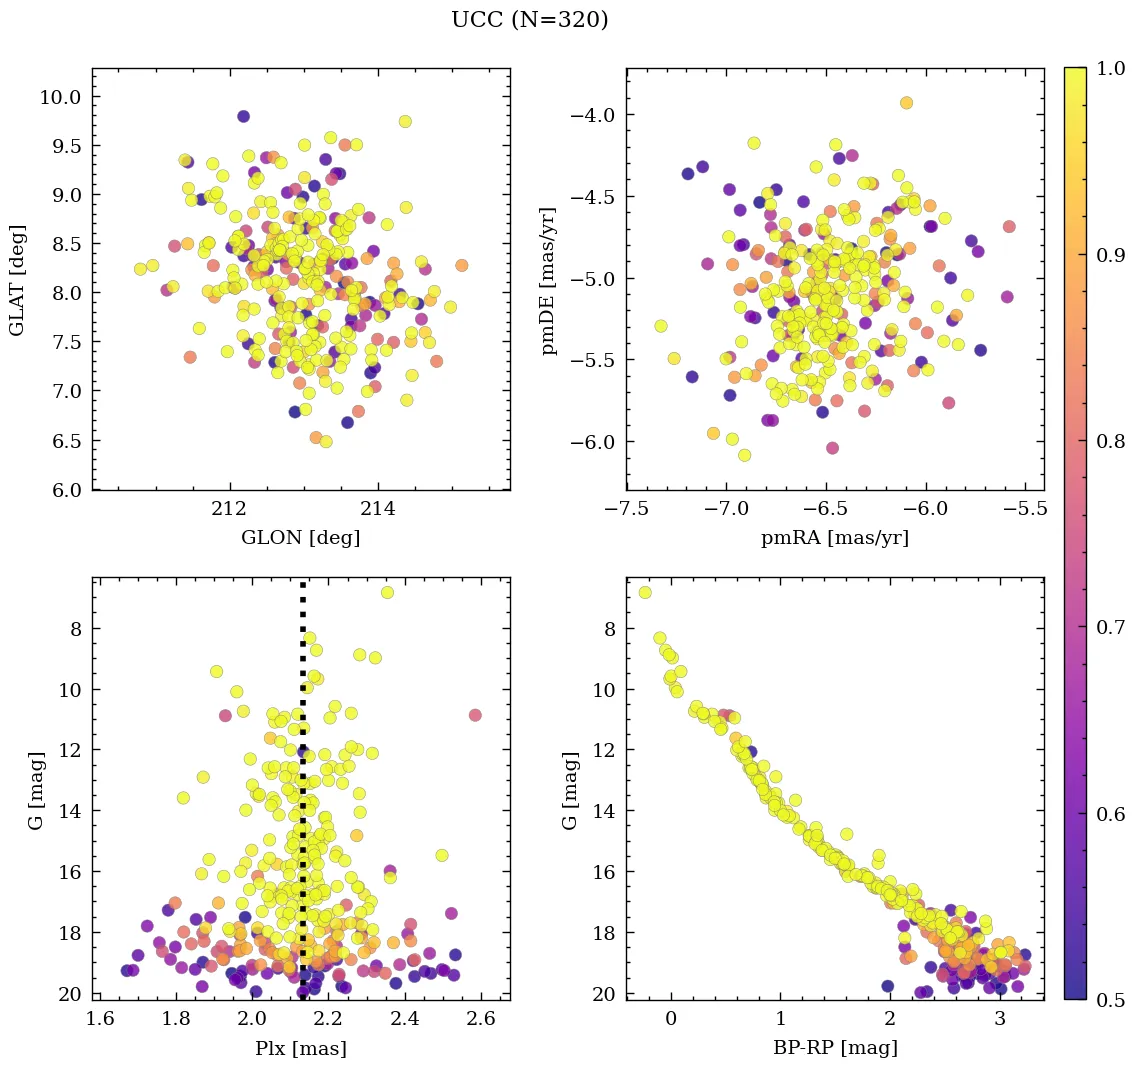 UCC (N=320)
10.0
9.5
9.0
8.5
8.0
7.5
7.0
6.5
6.0
GLAT [deg]
212 214
GLON [deg]
−4.0
−4.5
−5.0
−5.5
−6.0
pmDE [mas/yr]
−7.5 −7.0 −6.5 −6.0 −5.5
pmRA [mas/yr]
1.0
0.9
0.8
0.7
0.6
0.5
8
10
12
14
16
18
20
G [mag]
1.6 1.8 2.0 2.2 2.4 2.6
Plx [mas]
8
10
12
14
16
18
20
G [mag]
0 1 2 3
BP-RP [mag]